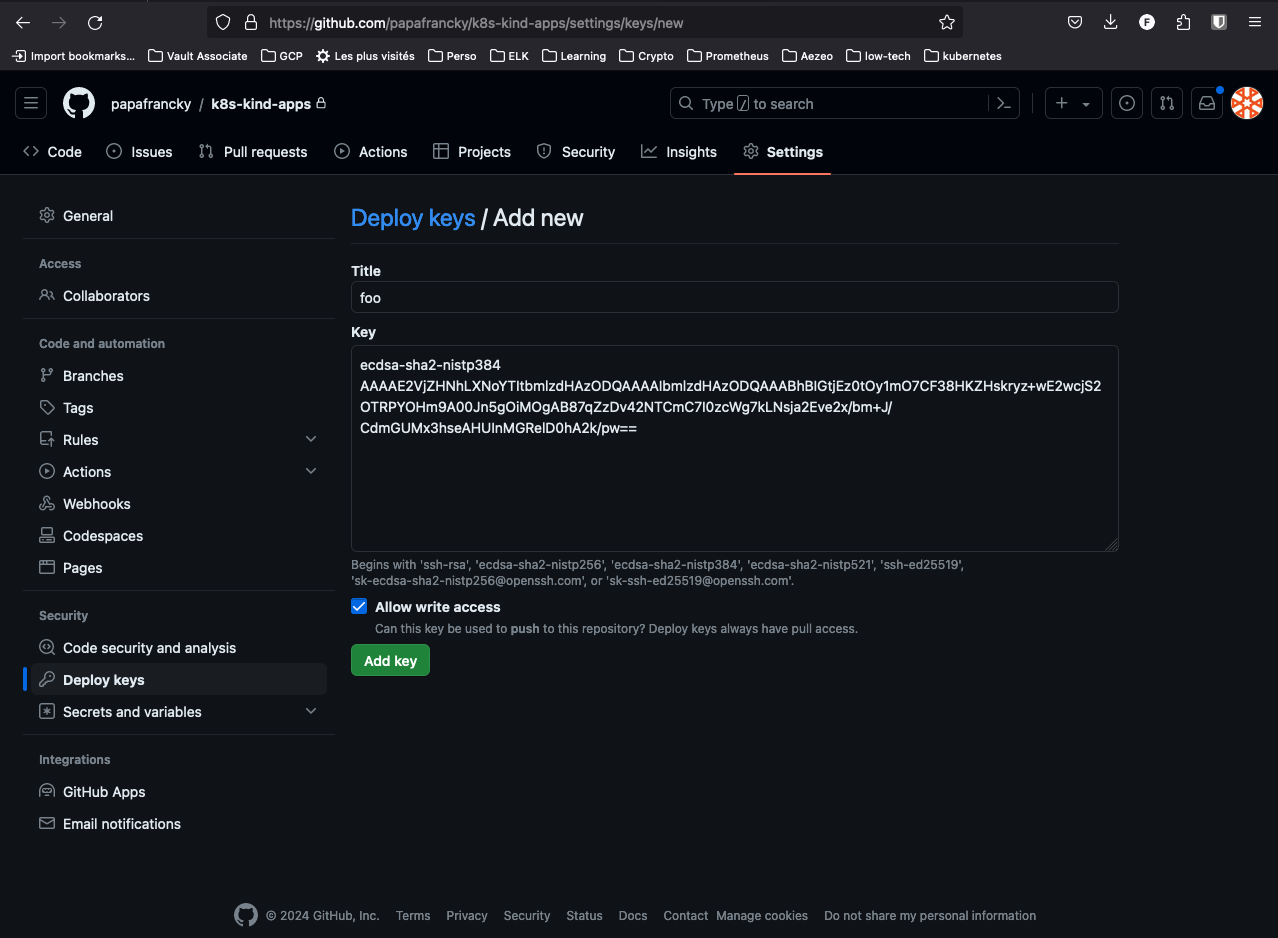 https://github.com/papafrancky/k8s-kind-apps/settings/keys/new
F
Import bookmarks... Vault Associate GCP Les plus visités Perso ELK Learning Crypto Prometheus Aezeo low-tech kubernetes
papafrancky / k8s-kind-apps
Type / to search
Code Issues Pull requests Actions Projects Security Insights Settings
General
Access
Collaborators
Code and automation
Branches
Tags
Rules
Actions
Webhooks
Codespaces
Pages
Security
Code security and analysis
Deploy keys
Secrets and variables
Integrations
GitHub Apps
Email notifications
Deploy keys / Add new
Title
foo
Key
ecdsa-sha2-nistp384
AAAAE2VjZHNhLXNoYTItbmlzdHAzODQAAAAIbmlzdHAzODQAAABhBIGtjEz0tOy1mO7CF38HKZHskryz+wE2wcjS2
OTRPYOHm9A00Jn5gOiMOgAB87qZzDv42NTCmC7I0zcWg7kLNsja2Eve2x/bm+J/
CdmGUMx3hseAHUInMGRelD0hA2k/pw==
Begins with 'ssh-rsa', 'ecdsa-sha2-nistp256', 'ecdsa-sha2-nistp384', 'ecdsa-sha2-nistp521', 'ssh-ed25519',
'sk-ecdsa-sha2-nistp256@openssh.com', or 'sk-ssh-ed25519@openssh.com'.
Allow write access
Can this key be used to push to this repository? Deploy keys always have pull access.
Add key
© 2024 GitHub, Inc. Terms Privacy Security Status Docs Contact Manage cookies Do not share my personal information